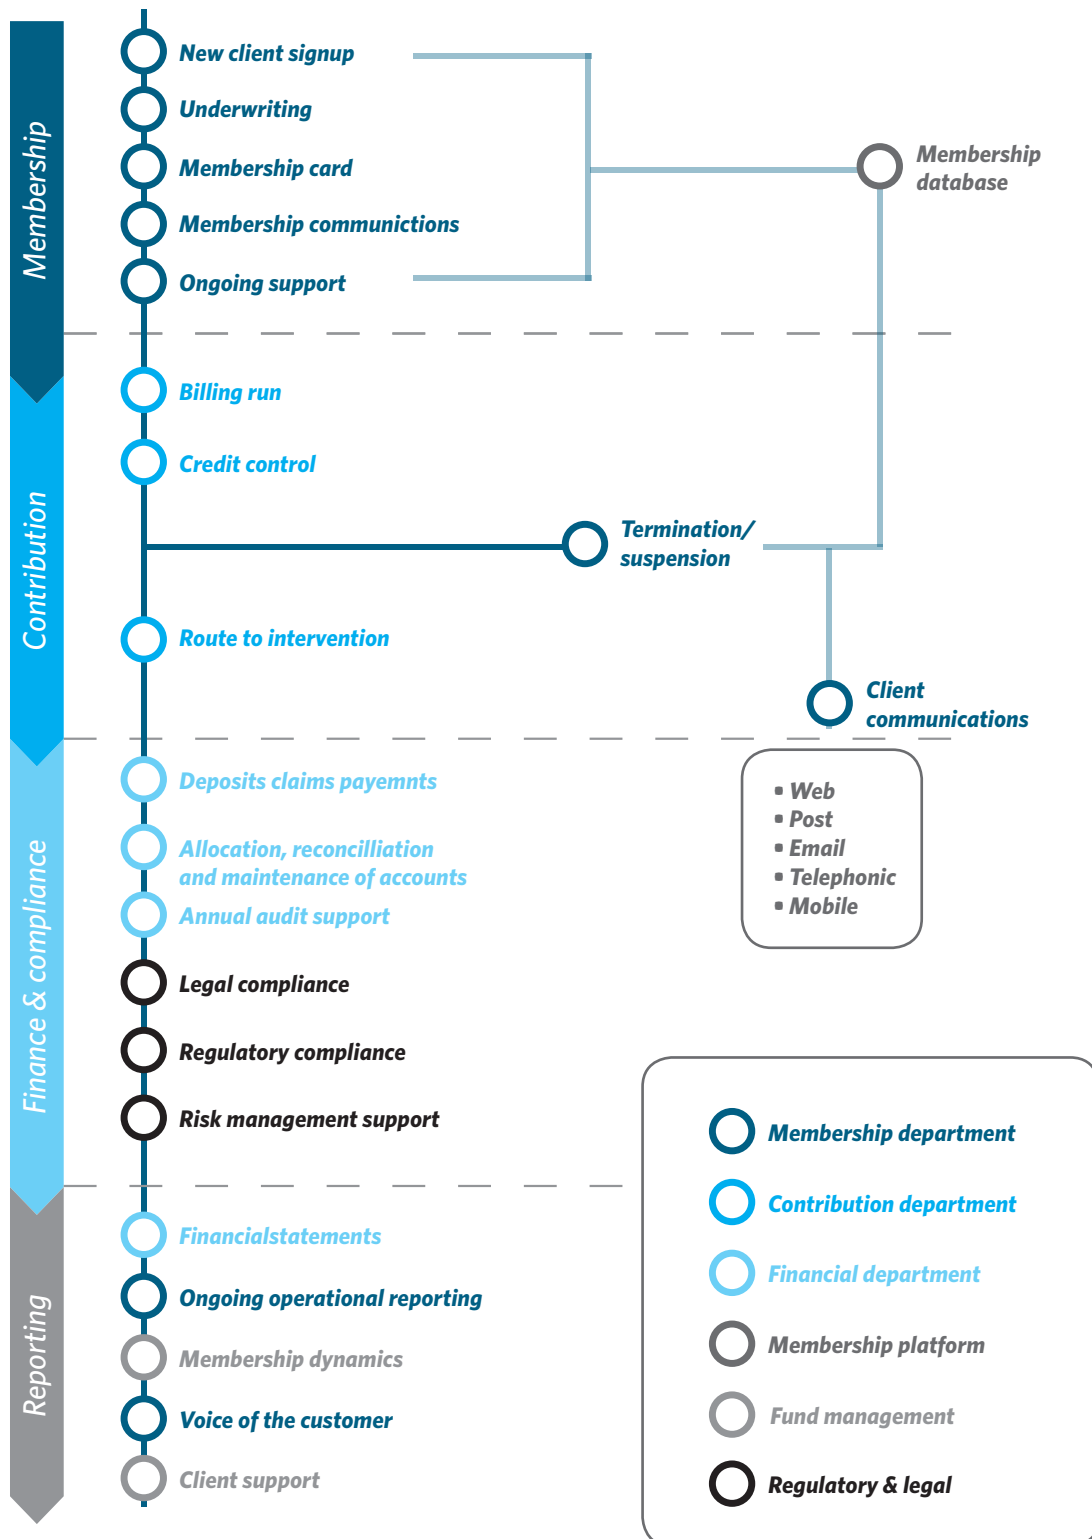 Membership
New client signup
Underwriting
Membership card
Membership communictions
Ongoing support
Membership
database
Contribution
Billing run
Credit control
Termination/
suspension
Route to intervention
Client
communications
▪ Web
▪ Post
▪ Email
▪ Telephonic
▪ Mobile
Finance & compliance
Deposits claims payemnts
Allocation, reconcilliation
and maintenance of accounts
Annual audit support
Legal compliance
Regulatory compliance
Risk management support
Reporting
Financialstatements
Ongoing operational reporting
Membership dynamics
Voice of the customer
Client support
Membership department
Contribution department
Financial department
Membership platform
Fund management
Regulatory & legal